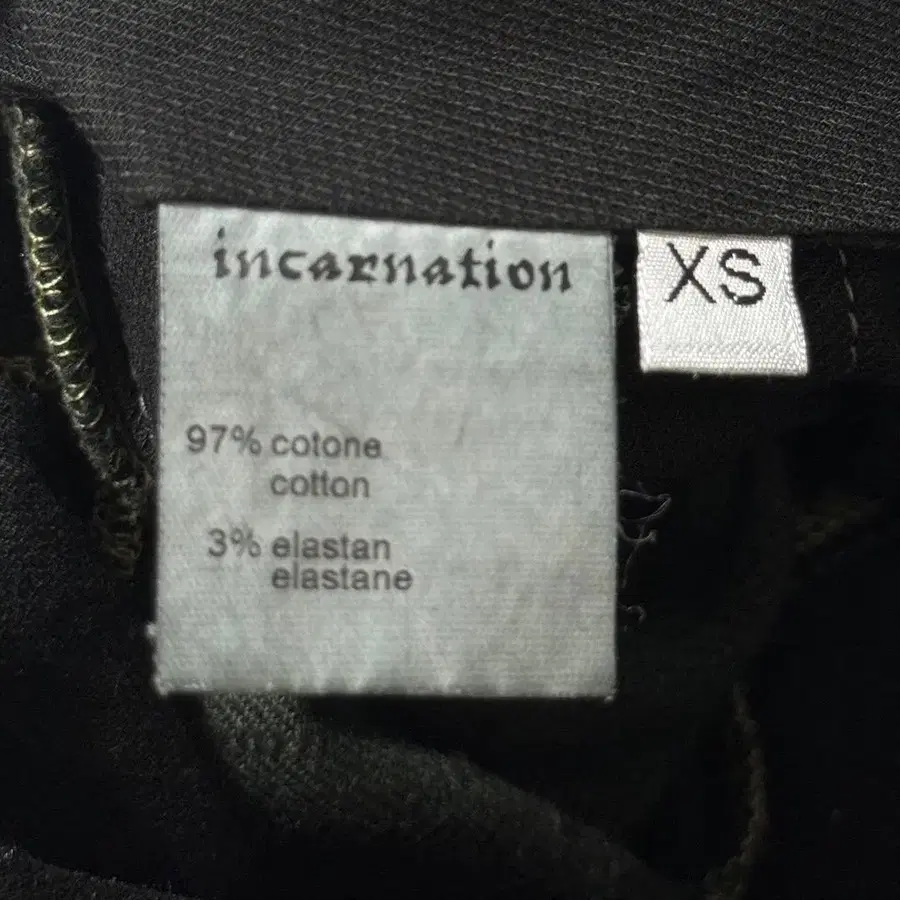 incarnation
XS
97% cotone
cotton
3% elastan
elastane